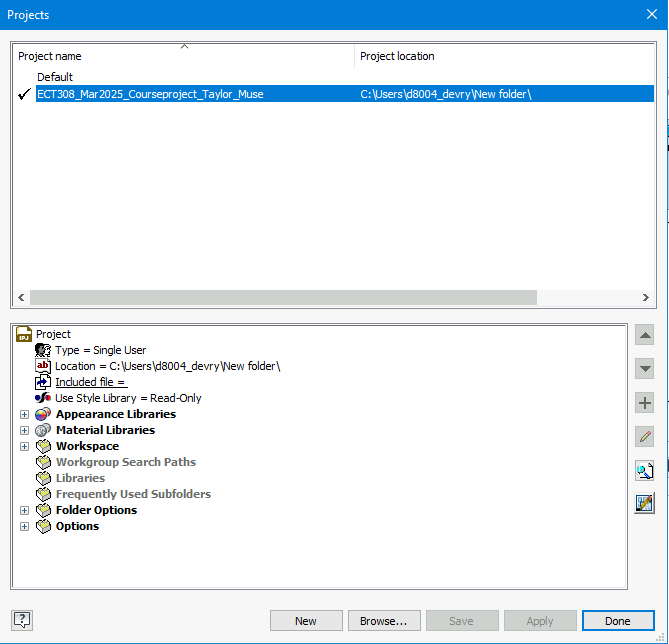 Projects
Project name Project location
Default
ECT308_Mar2025_Courseproject_Taylor_Muse C:\Users\d8004_devry\New folder\
IPJ Project
Type = Single User
ab Location = C:\Users\d8004_devry\New folder\
Included file =
Use Style Library = Read-Only
Appearance Libraries
Material Libraries
Workspace
Workgroup Search Paths
Libraries
Frequently Used Subfolders
Folder Options
Options
? New Browse... Save Apply Done